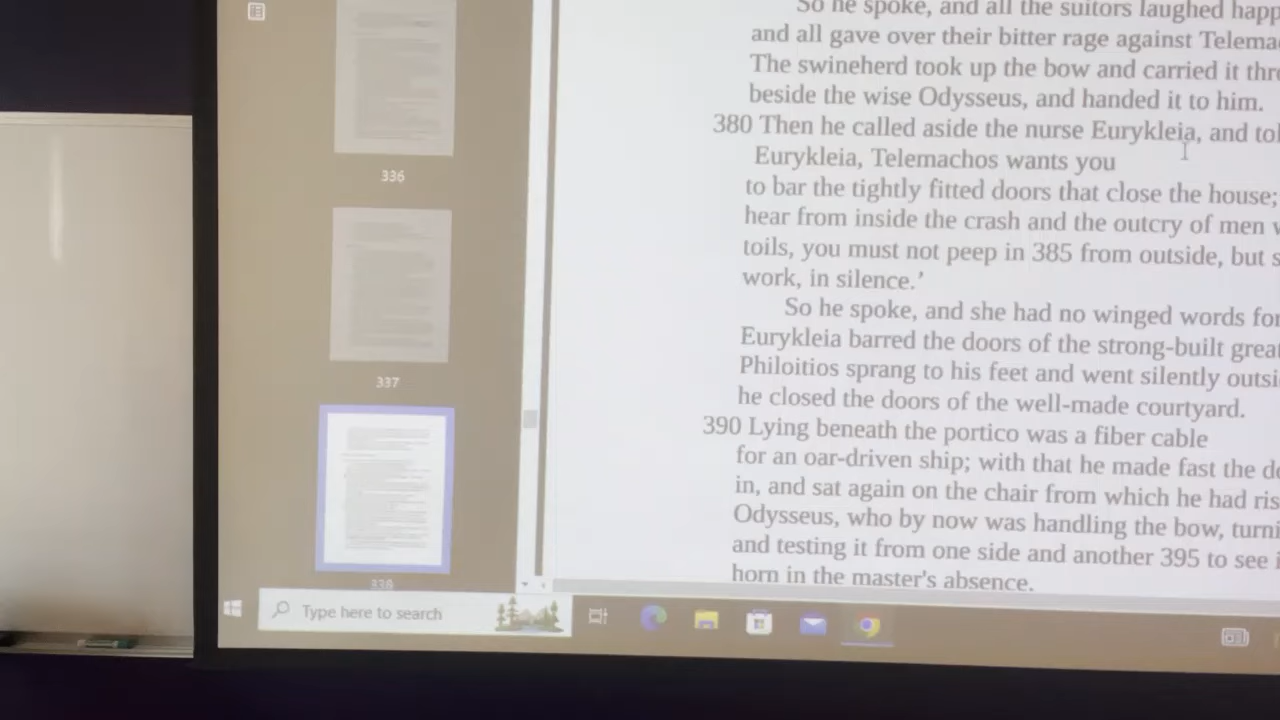 So he spoke, and all the suitors laughed
and all gave over their bitter rage against
The swineherd took up the bow and carried it
beside the wise Odysseus, and handed it to him.
380 Then he called aside the nurse Eurykleia, and
Eurykleia, Telemachos wants you
to bar the tightly fitted doors that close the house;
hear from inside the crash and the outcry of men
toils, you must not peep in 385 from outside, but
work, in silence.’
So he spoke, and she had no winged words for
Eurykleia barred the doors of the strong-built
Philoitios sprang to his feet and went silently
he closed the doors of the well-made courtyard.
390 Lying beneath the portico was a fiber cable
for an oar-driven ship; with that he made fast the
in, and sat again on the chair from which he had
Odysseus, who by now was handling the bow,
and testing it from one side and another 395 to see
horn in the master's absence.
336
337
338
Type here to search